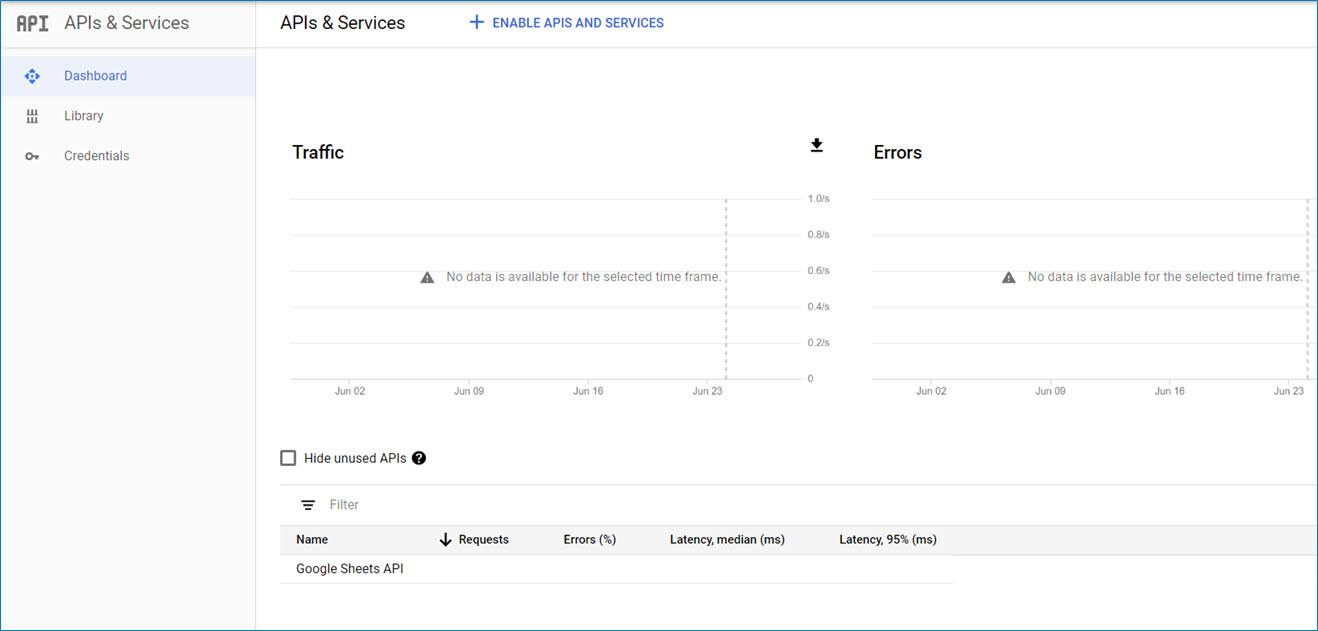 API APIs & Services
APIs & Services
ENABLE APIS AND SERVICES
Dashboard
Library
Credentials
Traffic
1.0/s
0.8/s
0.6/s
0.4/s
0.2/s
0
No data is available for the selected time frame.
Jun 02 Jun 09 Jun 16 Jun 23
Errors
No data is available for the selected time frame.
Jun 02 Jun 09 Jun 16 Jun 23
Hide unused APIs ?
Filter
Name Requests Errors (%) Latency, median (ms) Latency, 95% (ms)
Google Sheets API